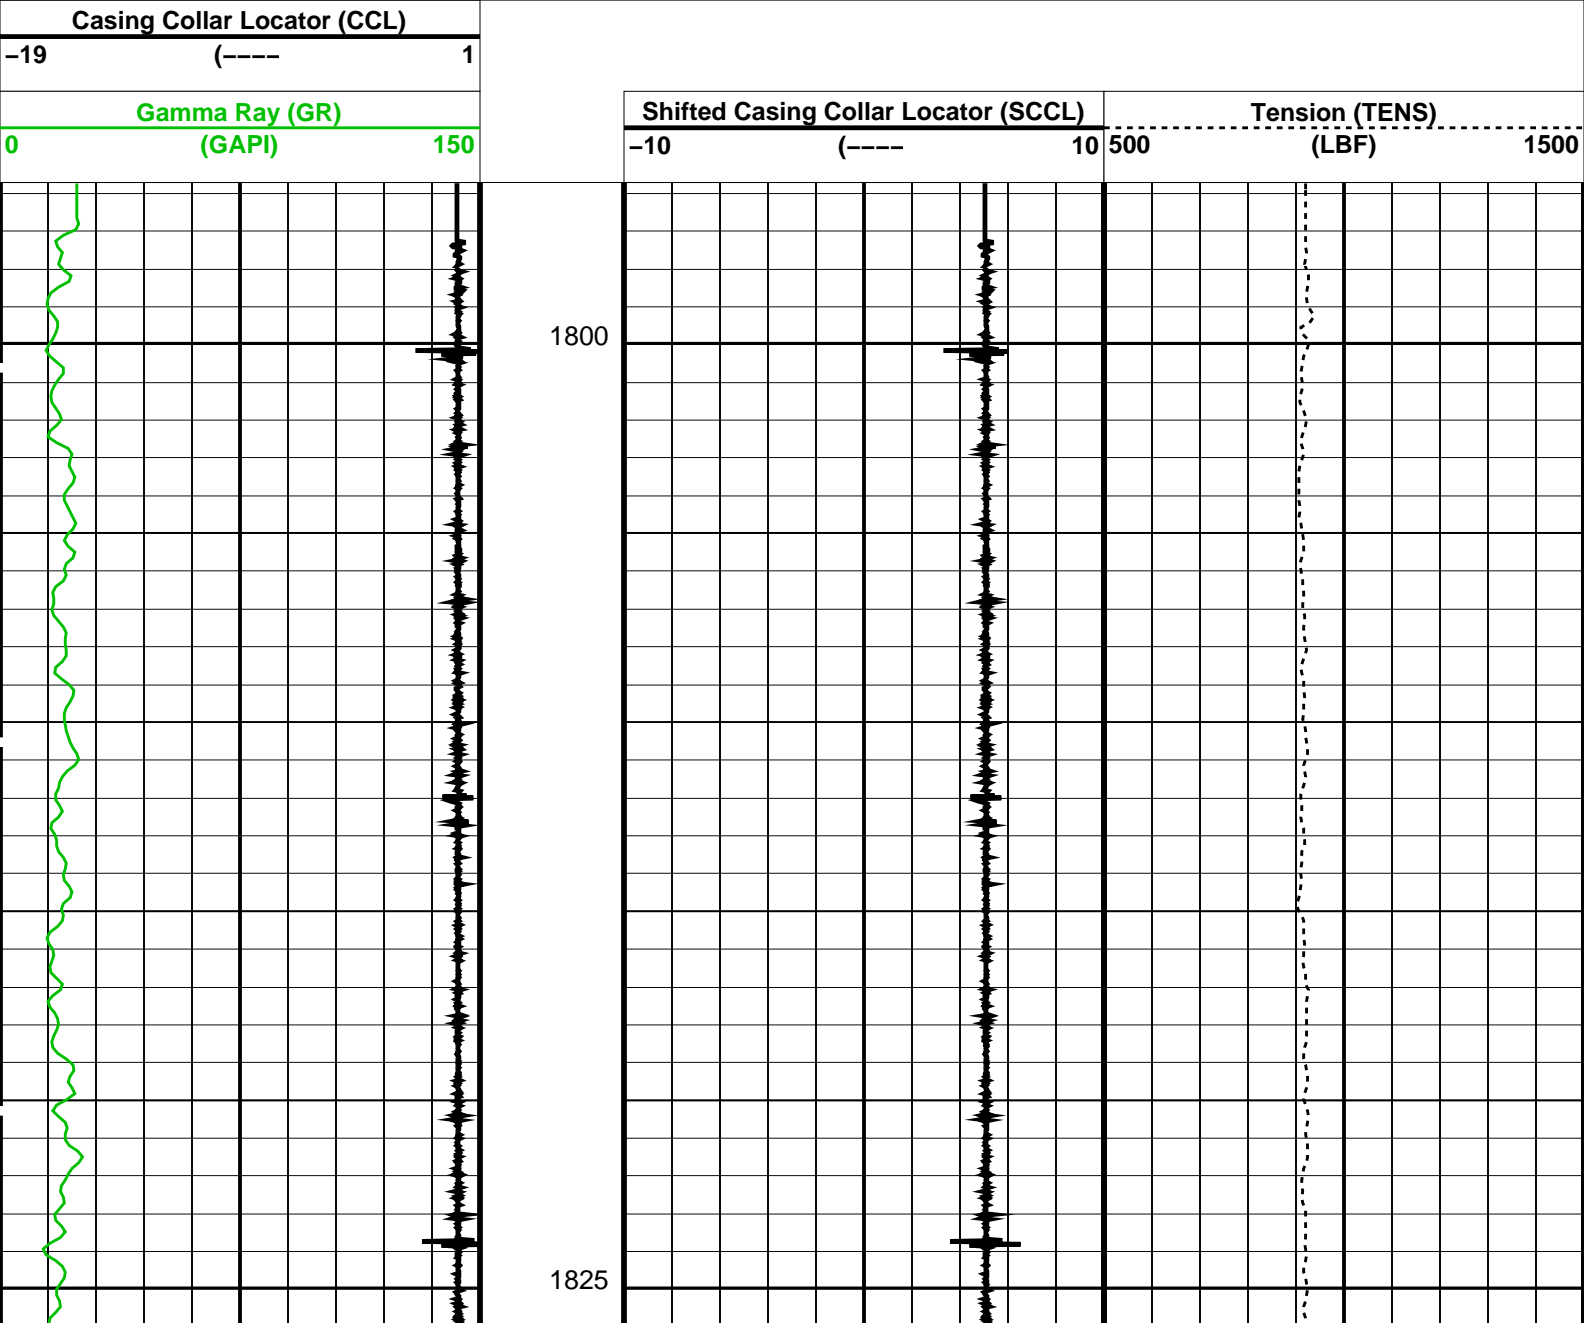 Casing Collar Locator (CCL)
−19 (−−−− 1
Gamma Ray (GR)
0 (GAPI) 150
Shifted Casing Collar Locator (SCCL)
−10 (−−−− 10
Tension (TENS)
500 (LBF) 1500
1800
1825